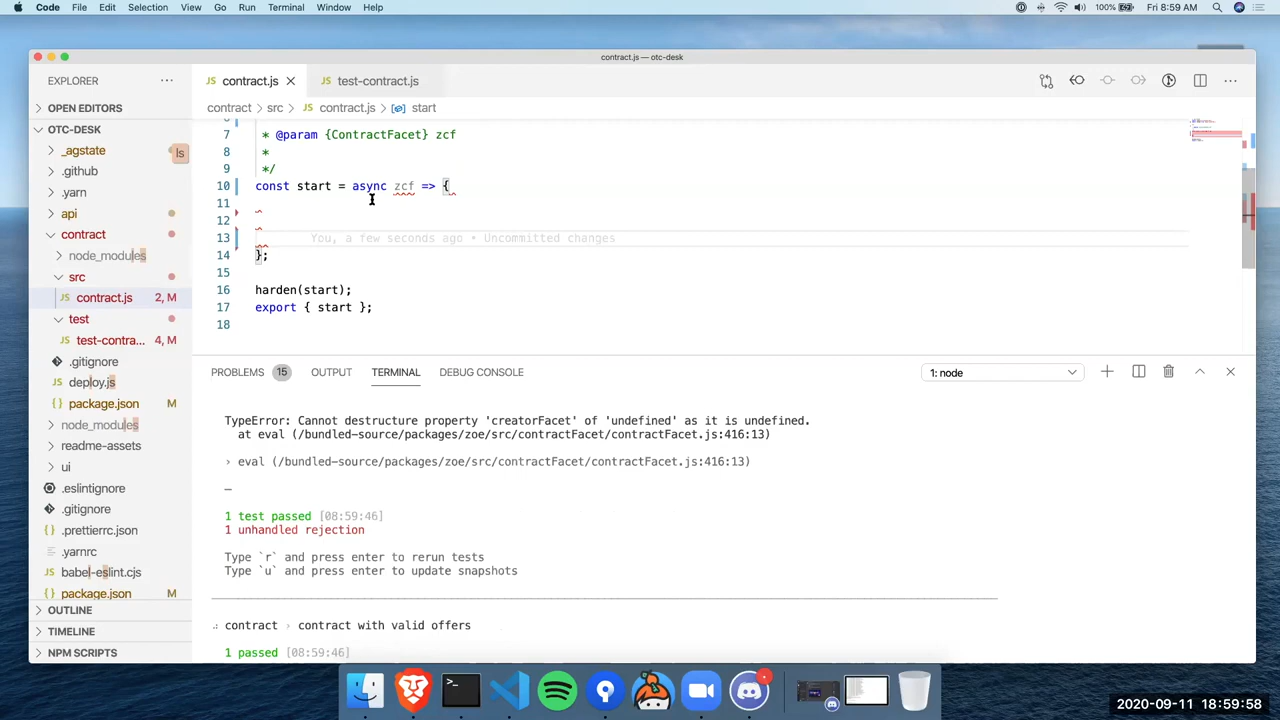 Code File Edit Selection View Go Run Terminal Window Help 100% Fri 8:59 AM
contract.js — otc-desk
EXPLORER
JS contract.js
JS test-contract.js
OPEN EDITORS
contract > src > JS contract.js > start
OTC-DESK
_agstate
ls
.github
.yarn
api
contract
node_modules
src
JS contract.js 2, M
test
JS test-contra... 4, M
.gitignore
deploy.js
{} package.json M
node_modules
readme-assets
ui
.eslintignore
.gitignore
{} .prettierrc.json
.yarnrc
babel-eslint.cjs
{} package.json M
OUTLINE
TIMELINE
NPM SCRIPTS
7 * @param {ContractFacet} zcf
8 *
9 */
10 const start = async zcf => {
11
12
13 You, a few seconds ago • Uncommitted changes
14 };
15
16 harden(start);
17 export { start };
18
PROBLEMS 15 OUTPUT TERMINAL DEBUG CONSOLE 1: node
TypeError: Cannot destructure property 'creatorFacet' of 'undefined' as it is undefined.
at eval (/bundled-source/packages/zoe/src/contractFacet/contractFacet.js:416:13)
› eval (/bundled-source/packages/zoe/src/contractFacet/contractFacet.js:416:13)
─
1 test passed [08:59:46]
1 unhandled rejection
Type `r` and press enter to rerun tests
Type `u` and press enter to update snapshots
contract › contract with valid offers
1 passed [08:59:46]
2020-09-11 18:59:58